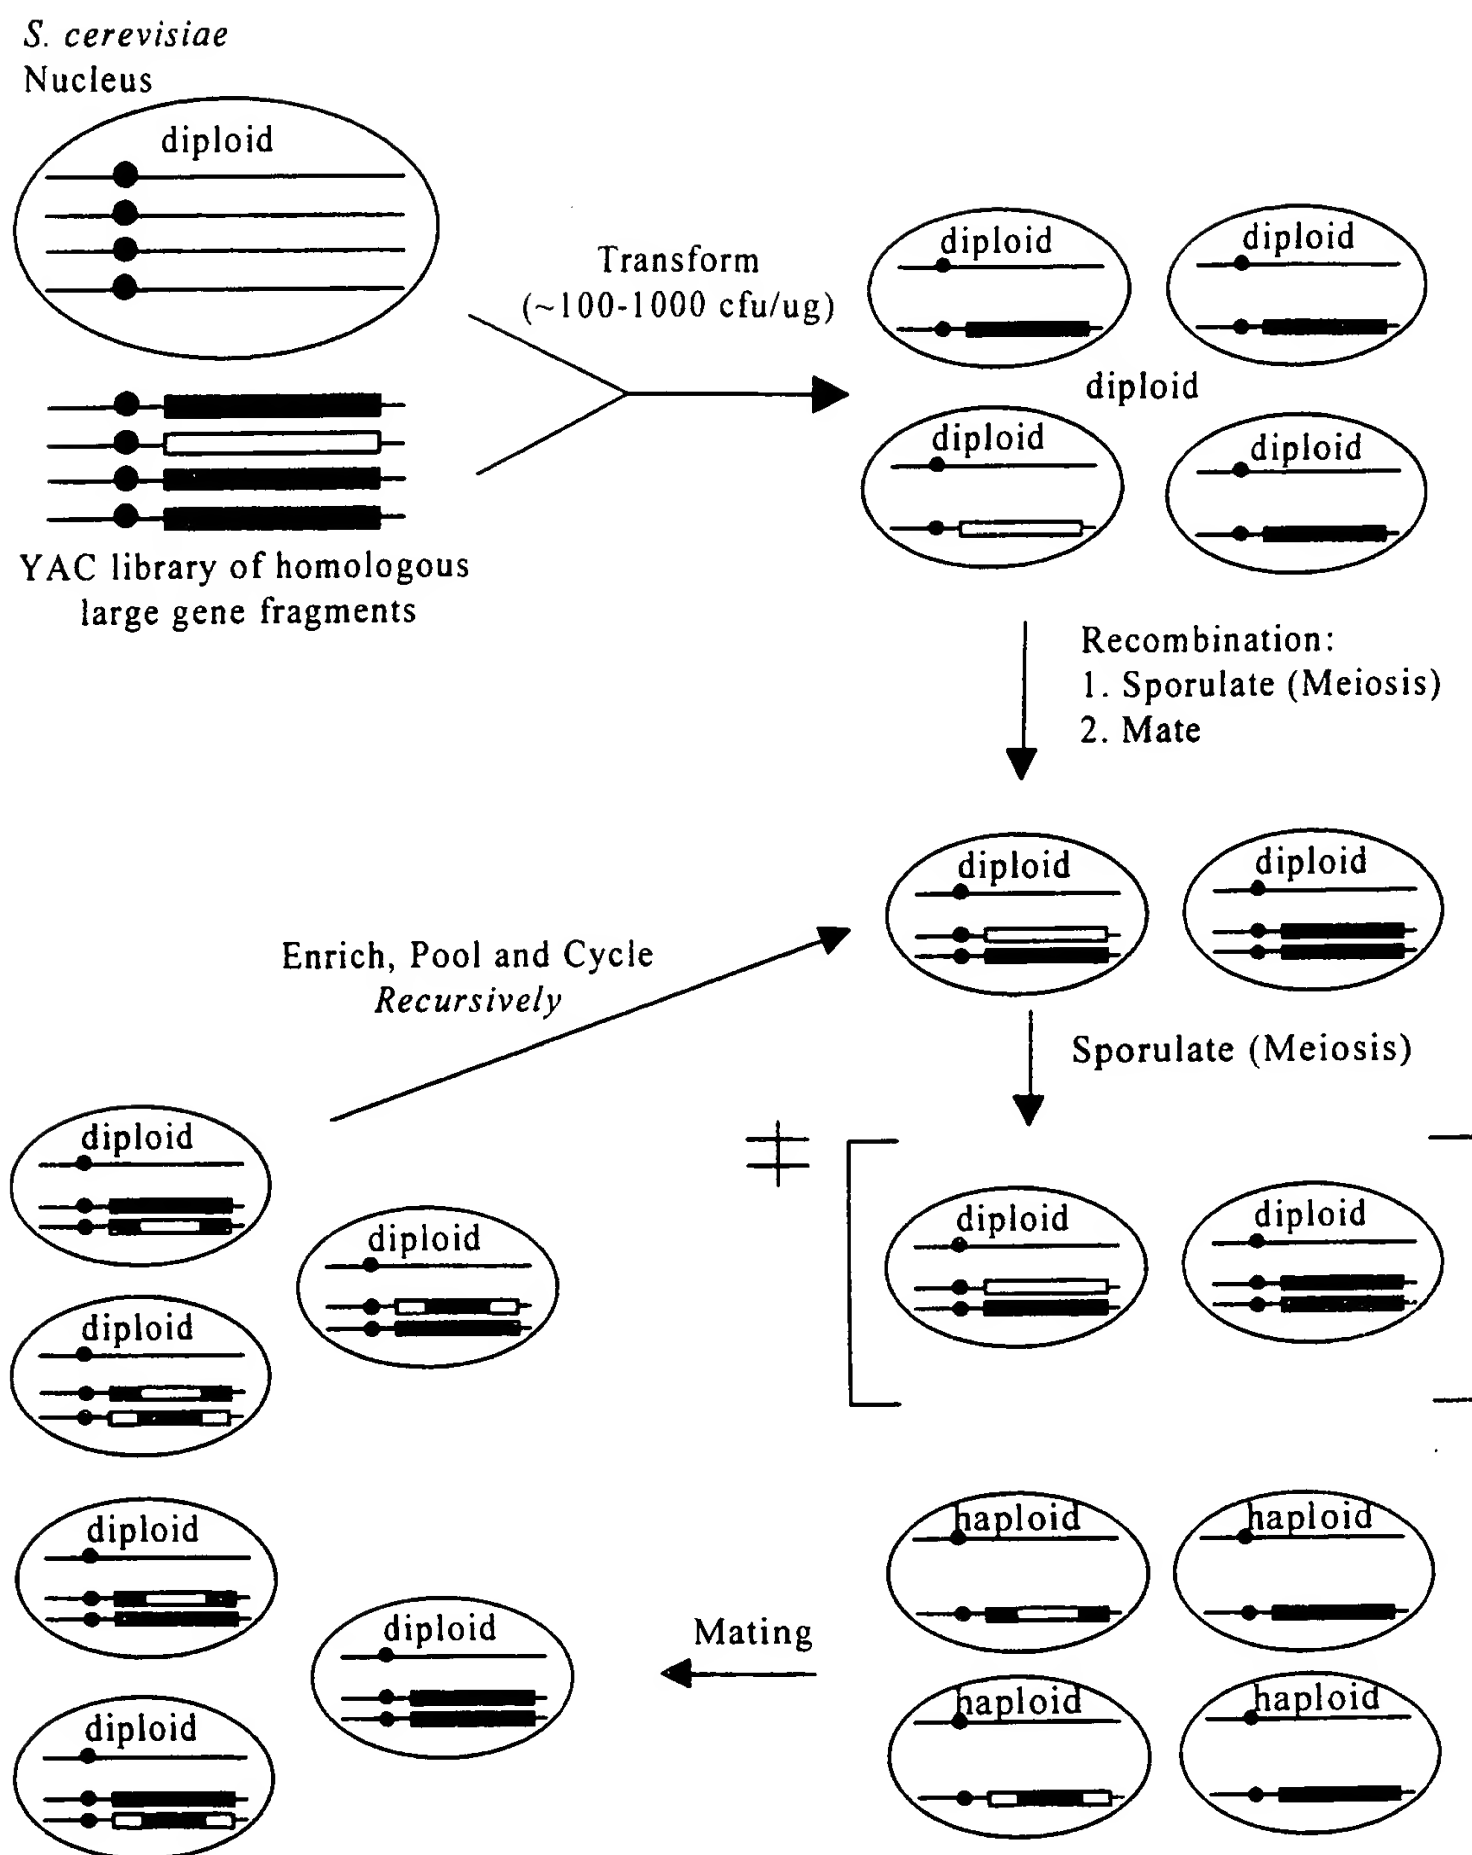 S. cerevisiae
Nucleus
diploid
Transform
(~100-1000 cfu/ug)
diploid
diploid
diploid
diploid
diploid
YAC library of homologous
large gene fragments
Recombination:
1. Sporulate (Meiosis)
2. Mate
diploid
diploid
Enrich, Pool and Cycle
Recursively
Sporulate (Meiosis)
diploid
diploid
diploid
diploid
diploid
haploid
haploid
diploid
diploid
Mating
haploid
haploid
diploid